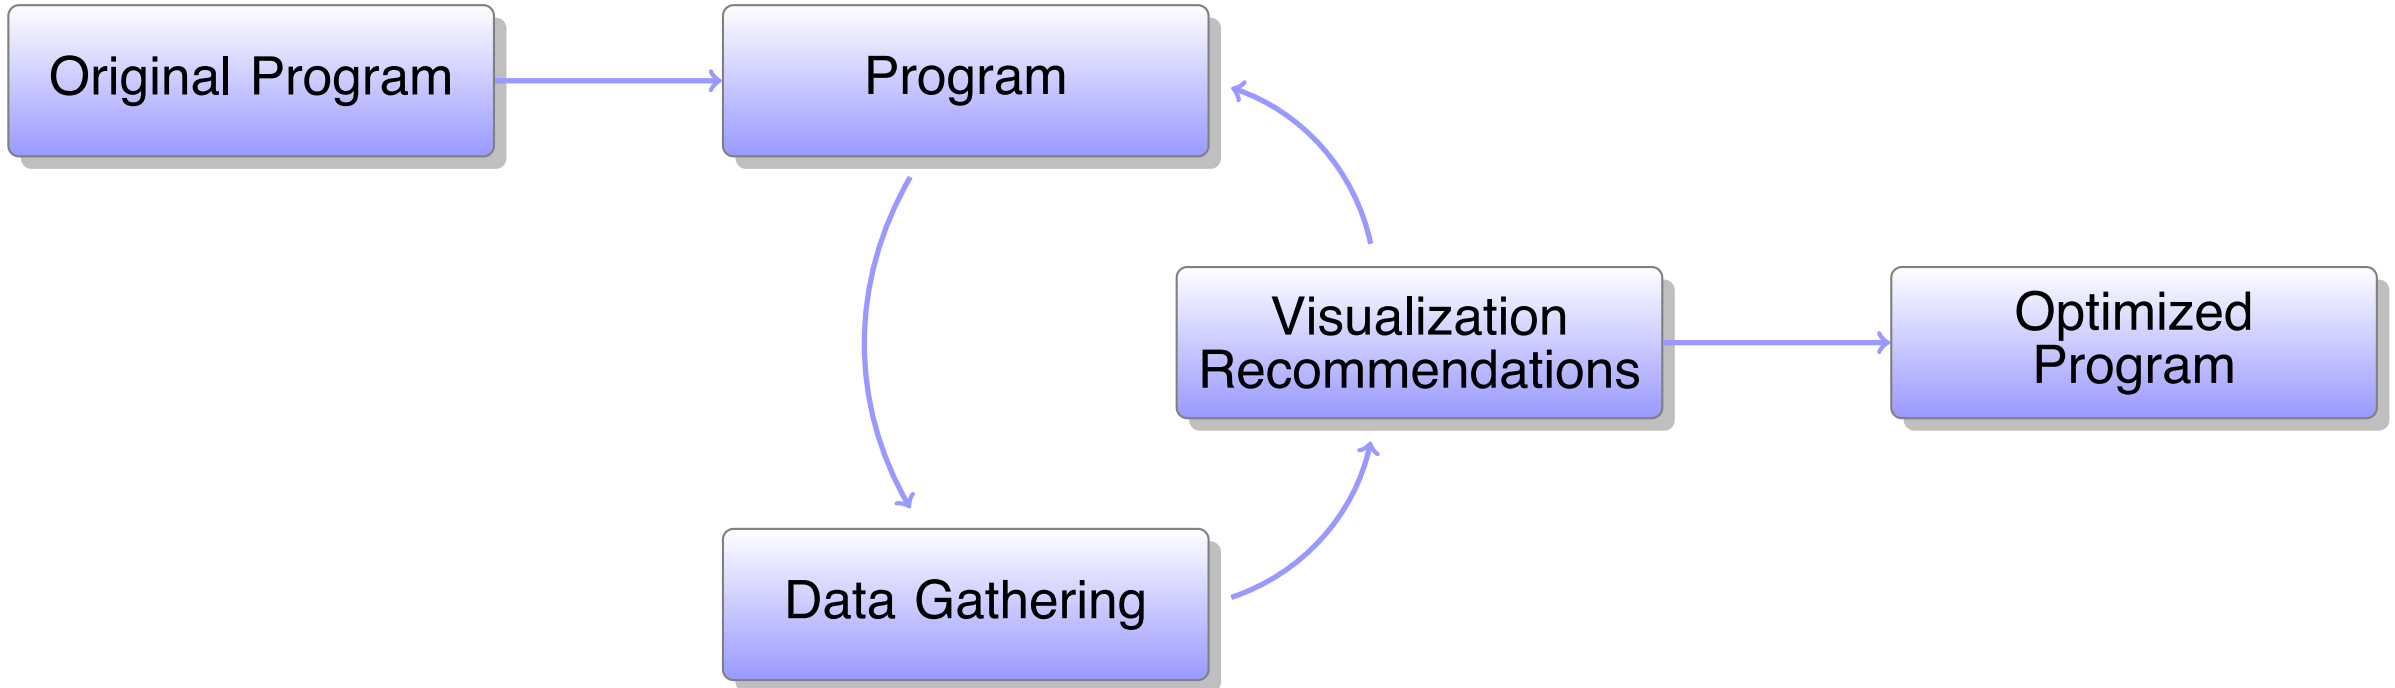 Original Program
Program
Visualization
Recommendations
Optimized
Program
Data Gathering